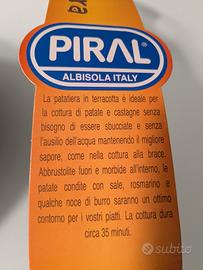 PIRAL®
ALBISOLA ITALY
La patatiera in terracotta è ideale per
la cottura di patate e castagne senza
bisogno di essere sbucciate e senza
l'ausilio dell'acqua mantenendo il migliore
sapore, come nella cottura alla brace.
Abbrustolite fuori e morbide all'interno, le
patate condite con sale, rosmarino e
qualche noce di burro saranno un ottimo
contorno per i vostri piatti. La cottura dura
circa 35 minuti.
subito